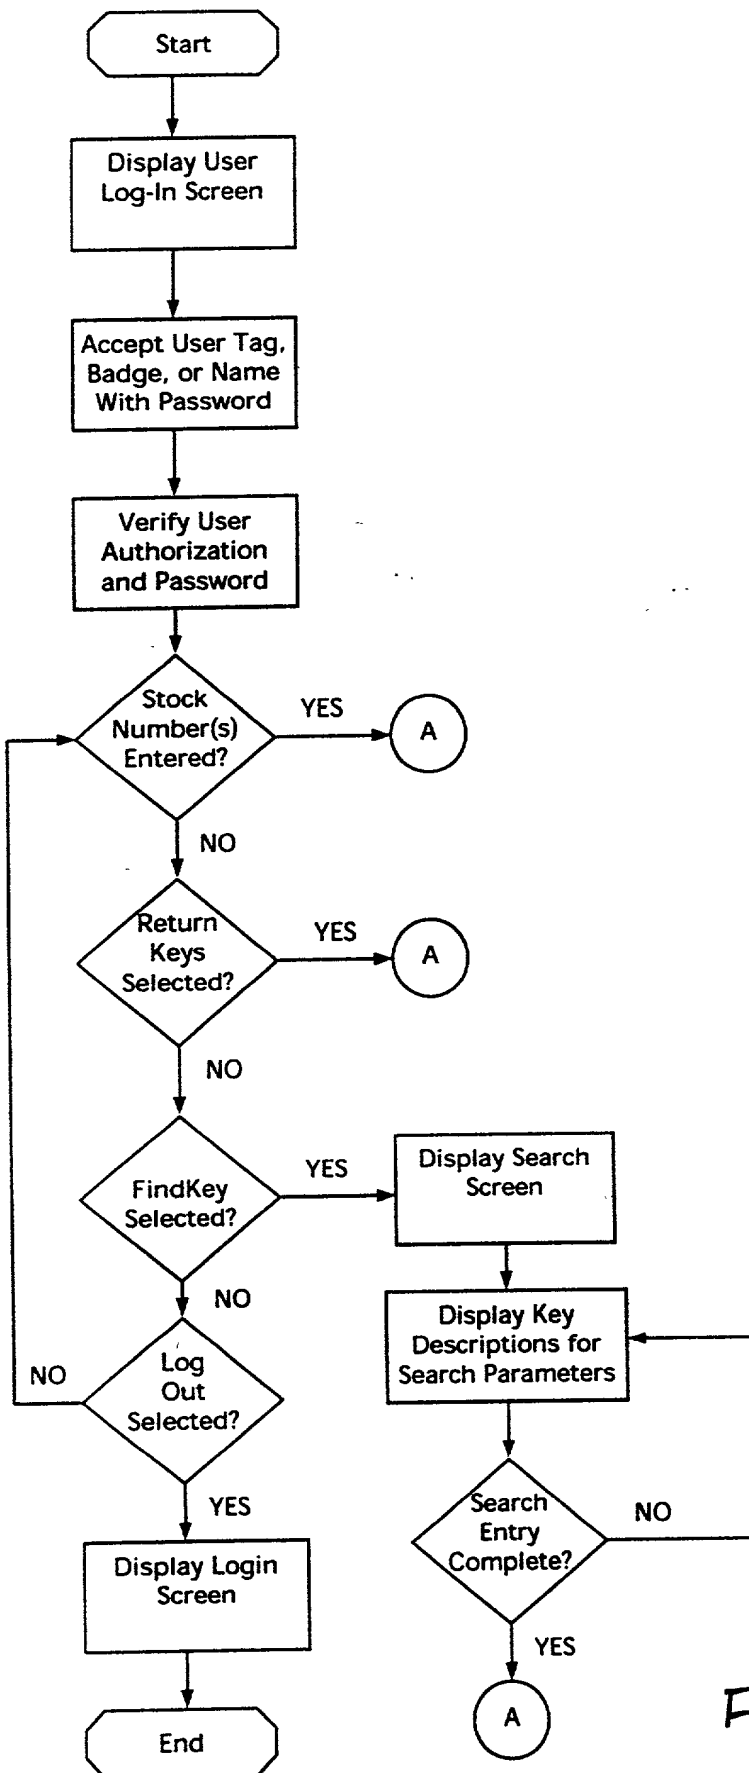 Start
Display User
Log-In Screen
Accept User Tag,
Badge, or Name
With Password
Verify User
Authorization
and Password
Stock
Number(s)
Entered?
YES
A
NO
Return
Keys
Selected?
YES
A
NO
FindKey
Selected?
YES
Display Search
Screen
NO
Display Key
Descriptions for
Search Parameters
Log
Out
Selected?
NO
YES
Search
Entry
Complete?
NO
Display Login
Screen
YES
A
End